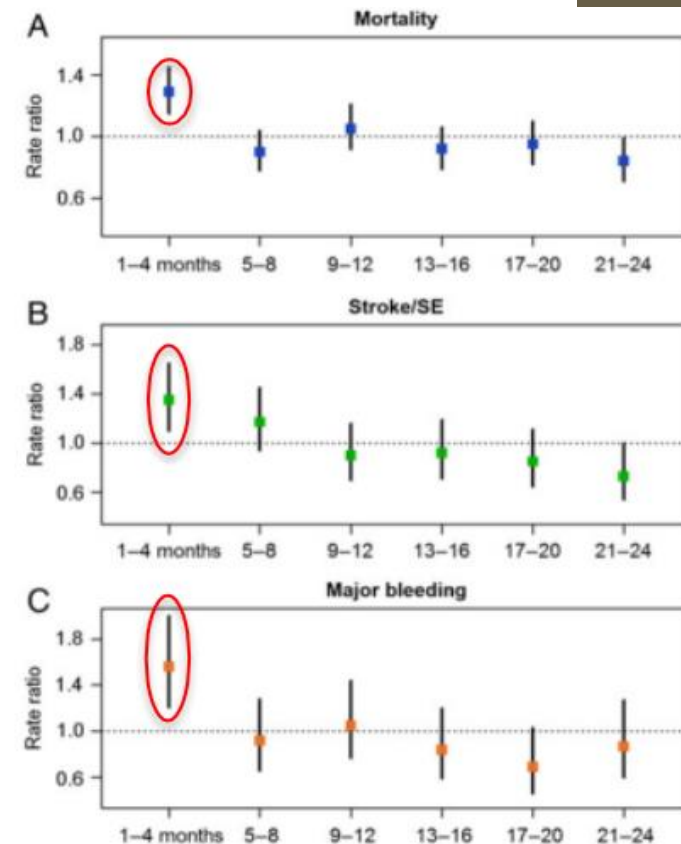 A
Mortality
Rate ratio
1.4
1.0
0.6
1–4 months 5–8 9–12 13–16 17–20 21–24
B
Stroke/SE
Rate ratio
1.8
1.4
1.0
0.6
1–4 months 5–8 9–12 13–16 17–20 21–24
C
Major bleeding
Rate ratio
1.8
1.4
1.0
0.6
1–4 months 5–8 9–12 13–16 17–20 21–24